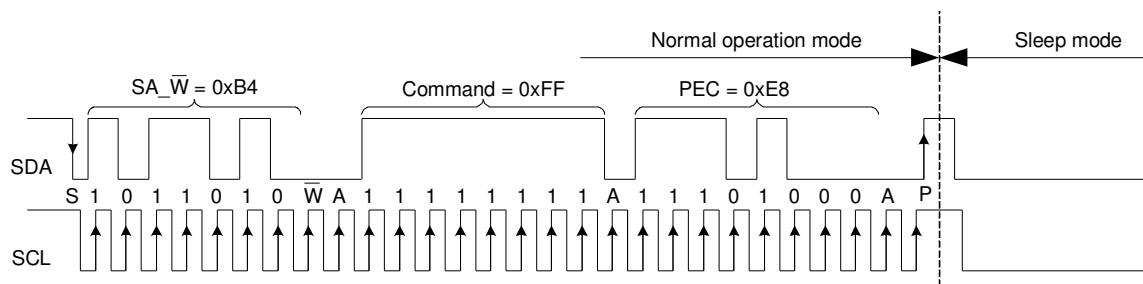 Normal operation mode Sleep mode
SA_W̅ = 0xB4 Command = 0xFF PEC = 0xE8
SDA
S 1 0 1 1 0 1 0 W̅ A 1 1 1 1 1 1 1 1 A 1 1 1 0 1 0 0 0 A P
SCL